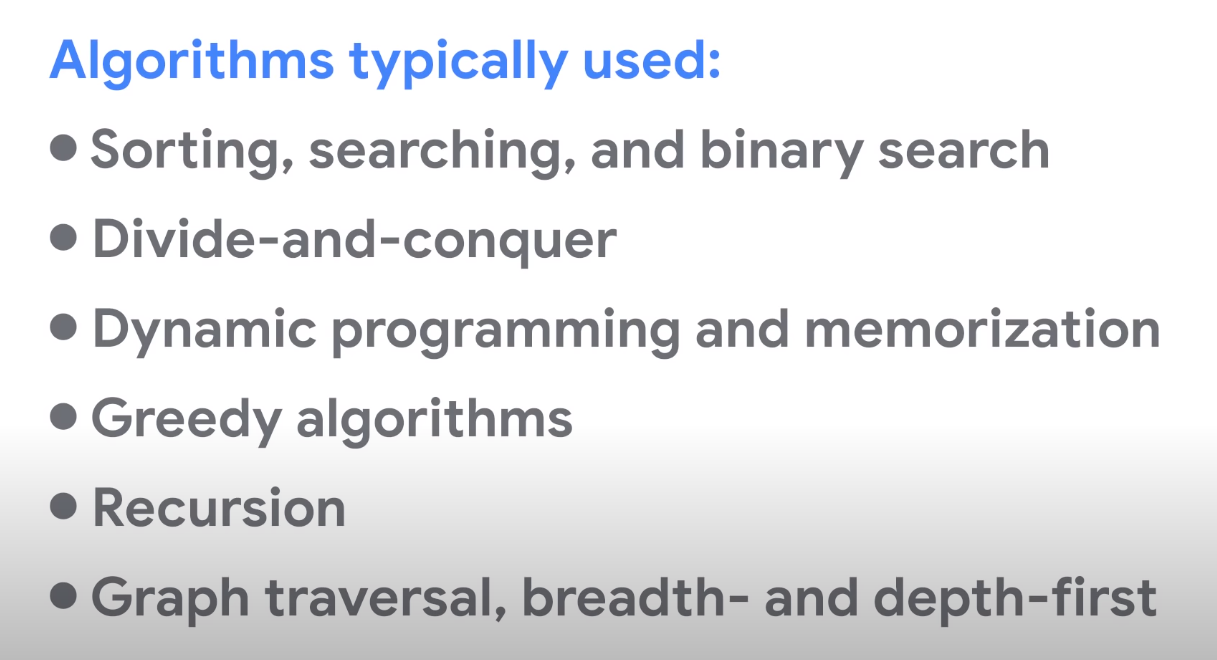 Algorithms typically used:
● Sorting, searching, and binary search
● Divide-and-conquer
● Dynamic programming and memorization
● Greedy algorithms
● Recursion
● Graph traversal, breadth- and depth-first